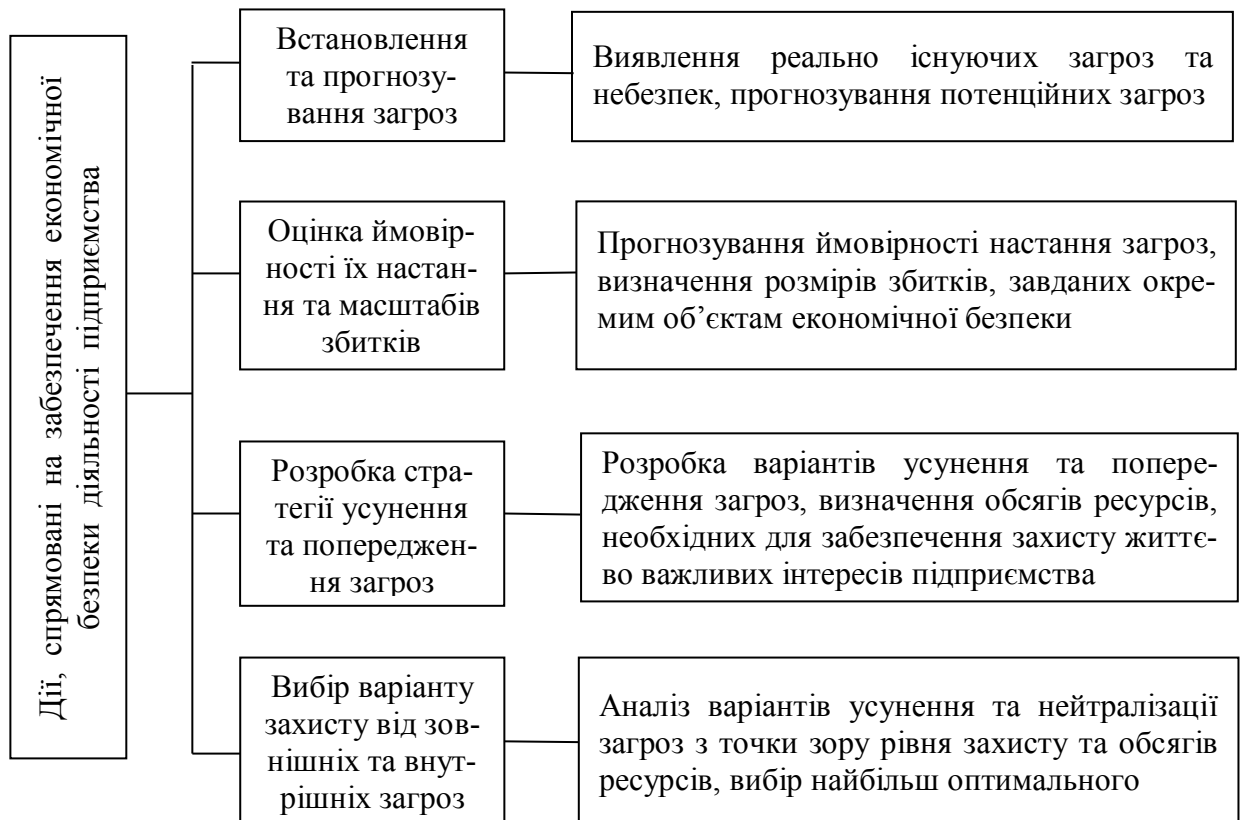 Дії, спрямовані на забезпечення економічної
безпеки діяльності підприємства
Встановлення
та прогнозу-
вання загроз
Виявлення реально існуючих загроз та
небезпек, прогнозування потенційних загроз
Оцінка ймовір-
ності їх настан-
ня та масштабів
збитків
Прогнозування ймовірності настання загроз,
визначення розмірів збитків, завданих окре-
мим об’єктам економічної безпеки
Розробка стра-
тегії усунення
та попереджен-
ня загроз
Розробка варіантів усунення та попере-
дження загроз, визначення обсягів ресурсів,
необхідних для забезпечення захисту життє-
во важливих інтересів підприємства
Вибір варіанту
захисту від зов-
нішніх та внут-
рішніх загроз
Аналіз варіантів усунення та нейтралізації
загроз з точки зору рівня захисту та обсягів
ресурсів, вибір найбільш оптимального